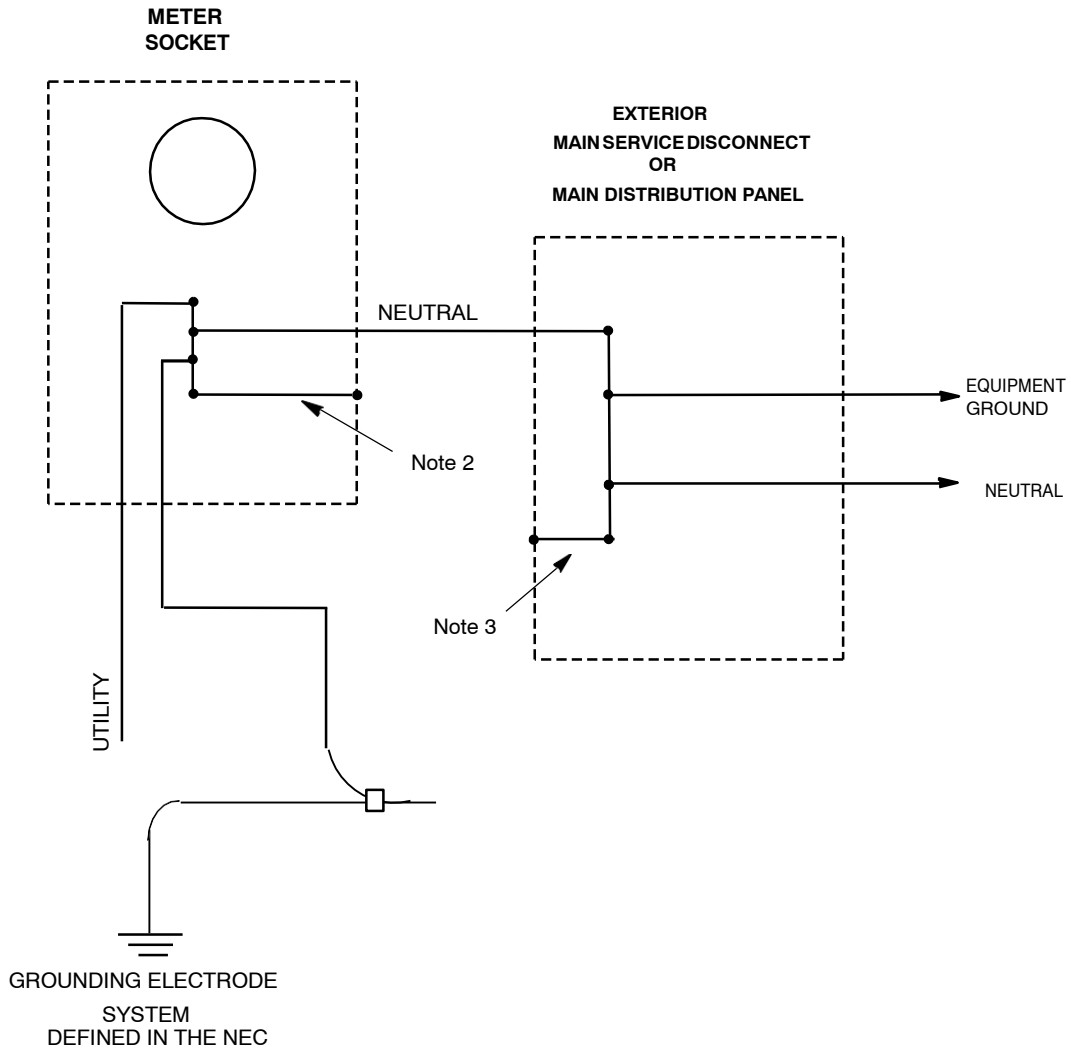 METER
SOCKET
EXTERIOR
MAIN SERVICE DISCONNECT
OR
MAIN DISTRIBUTION PANEL
NEUTRAL
EQUIPMENT
GROUND
Note 2
NEUTRAL
Note 3
UTILITY
GROUNDING ELECTRODE
SYSTEM
DEFINED IN THE NEC